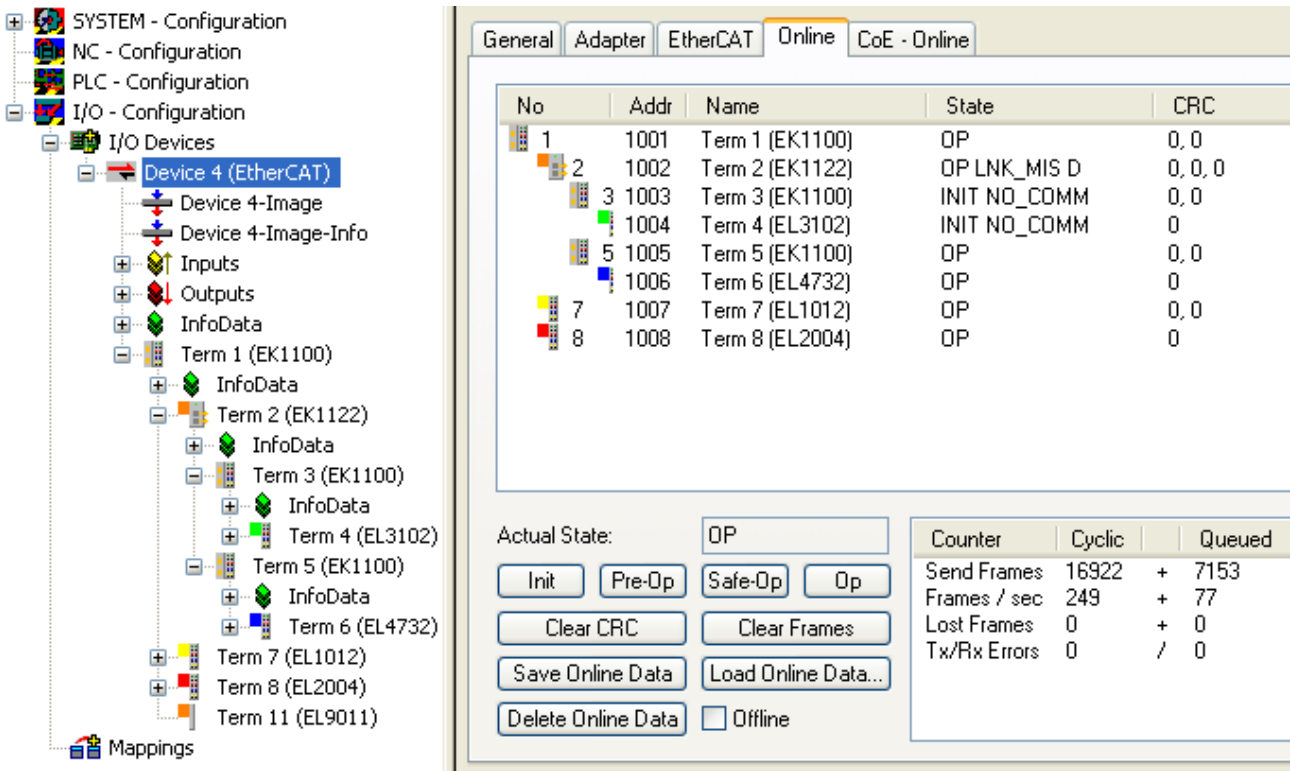 SYSTEM - Configuration
NC - Configuration
PLC - Configuration
I/O - Configuration
I/O Devices
Device 4 (EtherCAT)
Device 4-Image
Device 4-Image-Info
Inputs
Outputs
InfoData
Term 1 (EK1100)
InfoData
Term 2 (EK1122)
InfoData
Term 3 (EK1100)
InfoData
Term 4 (EL3102)
Term 5 (EK1100)
InfoData
Term 6 (EL4732)
Term 7 (EL1012)
Term 8 (EL2004)
Term 11 (EL9011)
Mappings
General Adapter EtherCAT Online CoE - Online
No Addr Name State CRC
1 1001 Term 1 (EK1100) OP 0, 0
2 1002 Term 2 (EK1122) OP LNK_MIS D 0, 0, 0
3 1003 Term 3 (EK1100) INIT NO_COMM 0, 0
1004 Term 4 (EL3102) INIT NO_COMM 0
5 1005 Term 5 (EK1100) OP 0, 0
1006 Term 6 (EL4732) OP 0
7 1007 Term 7 (EL1012) OP 0, 0
8 1008 Term 8 (EL2004) OP 0
Actual State: OP
Init Pre-Op Safe-Op Op
Clear CRC Clear Frames
Save Online Data Load Online Data...
Delete Online Data Offline
Counter Cyclic Queued
Send Frames 16922 + 7153
Frames / sec 249 + 77
Lost Frames 0 + 0
Tx/Rx Errors 0 / 0